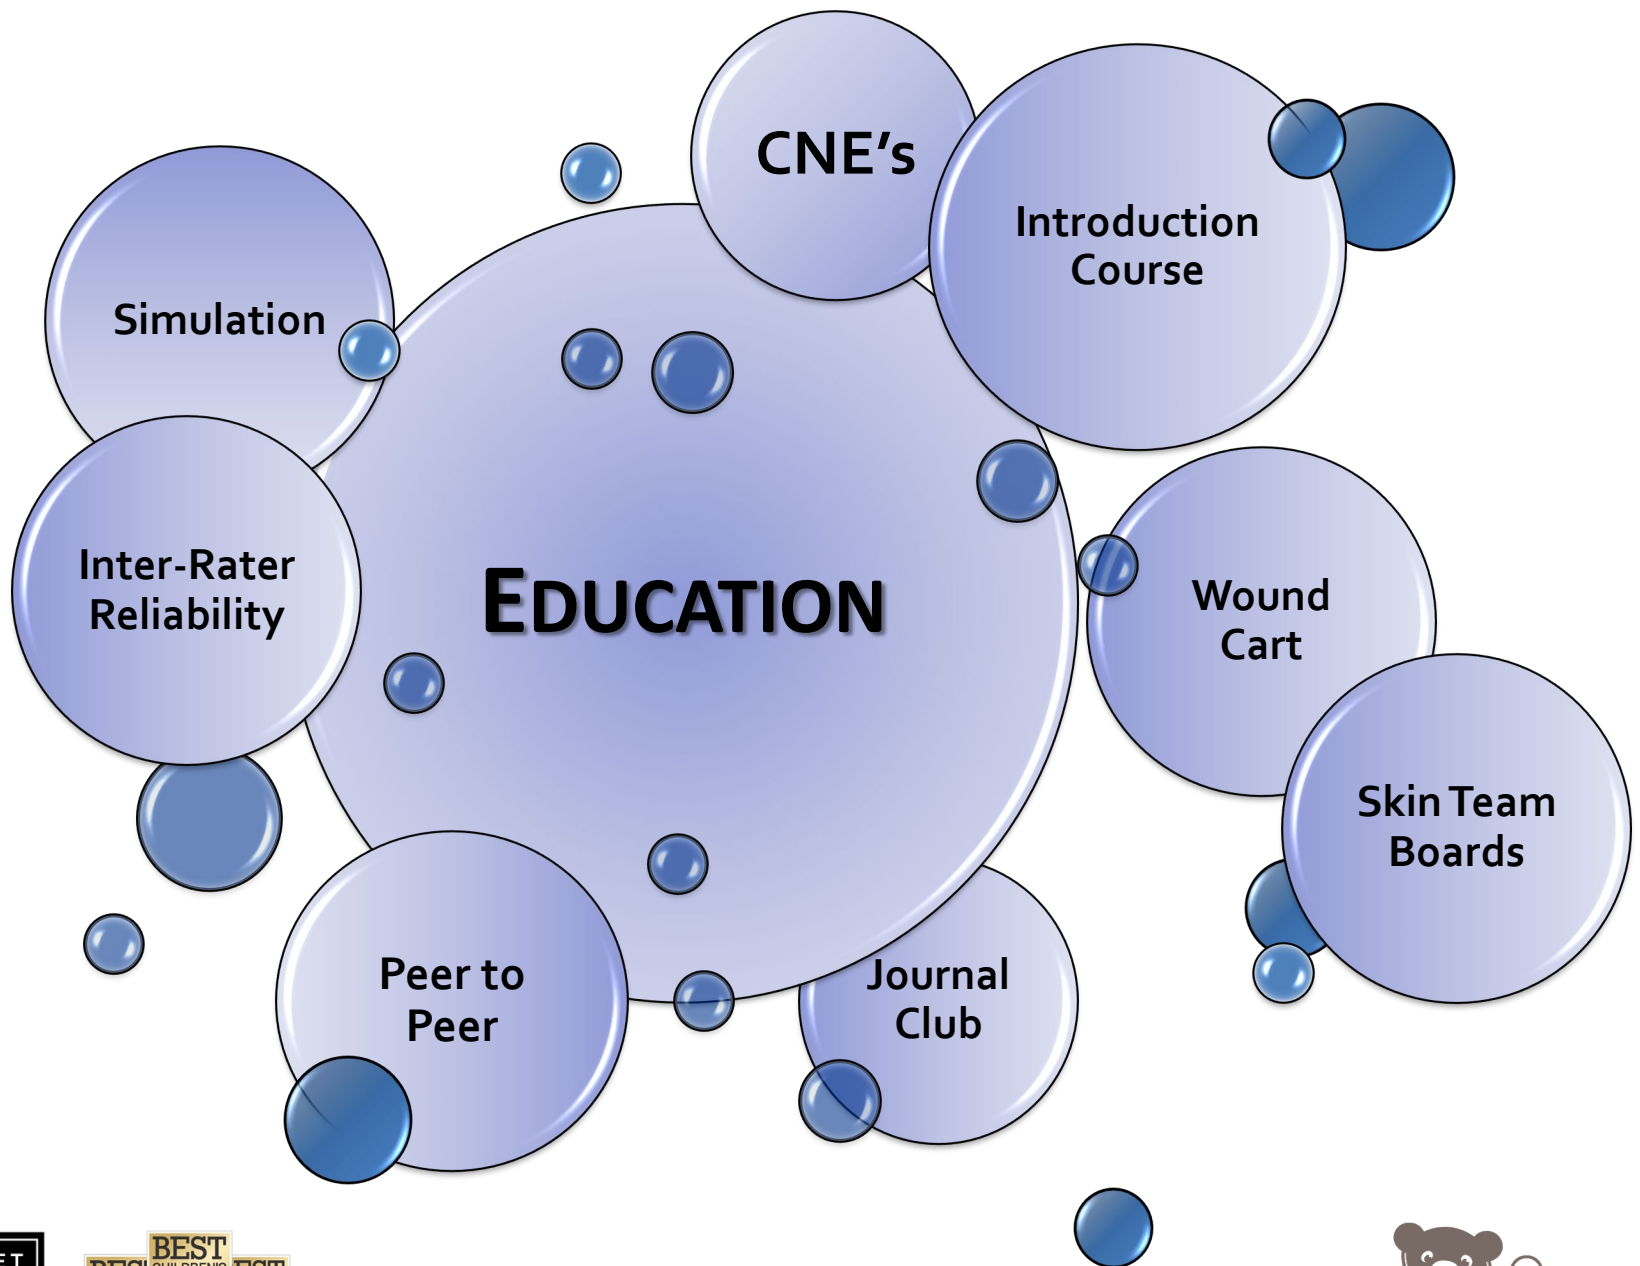 CNE’s
Introduction
Course
Simulation
Inter-Rater
Reliability
EDUCATION
Wound
Cart
Skin Team
Boards
Peer to
Peer
Journal
Club
BEST